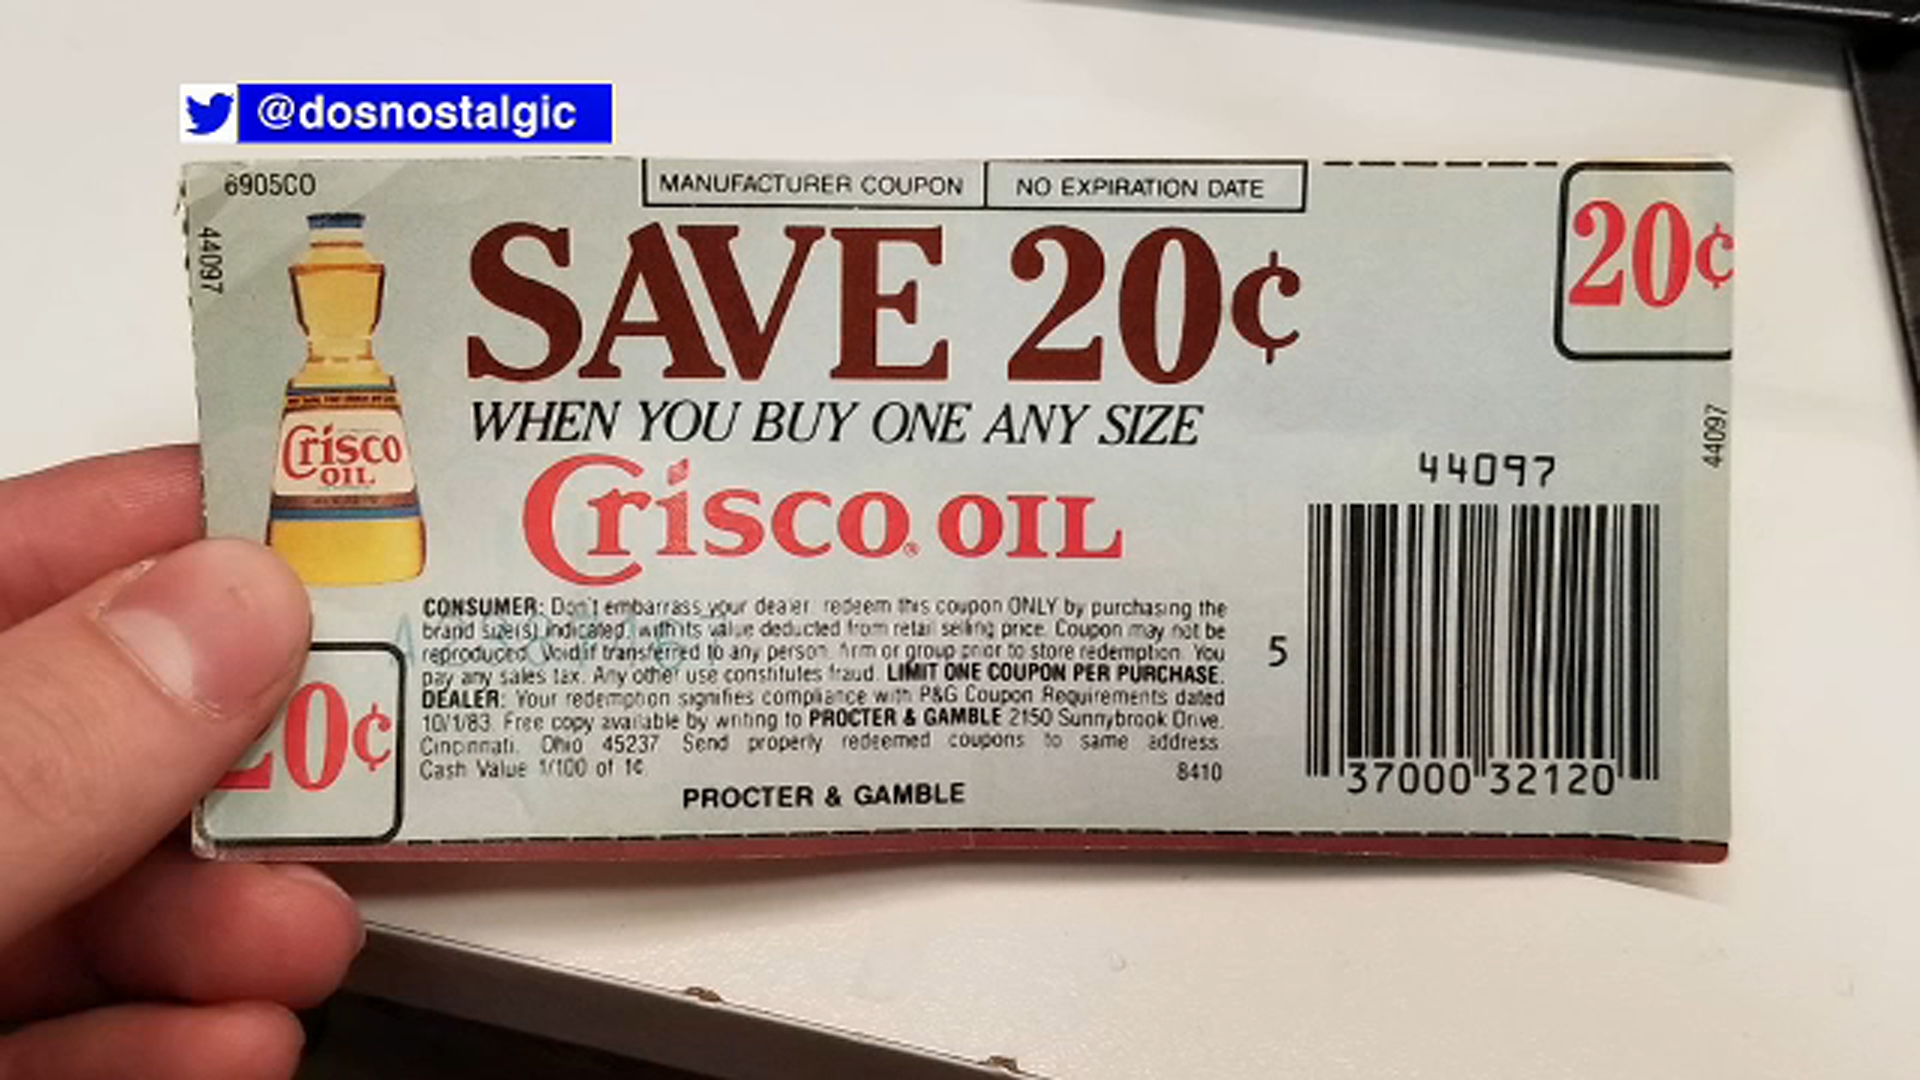 @dosnostalgic
6905CO
MANUFACTURER COUPON
NO EXPIRATION DATE
20¢
44097
SAVE 20¢
WHEN YOU BUY ONE ANY SIZE
Crisco® OIL
Crisco
OIL
44097
44097
CONSUMER: Don't embarrass your dealer, redeem this coupon ONLY by purchasing the
brand size(s) indicated, with its value deducted from retail selling price. Coupon may not be
reproduced. Void if transferred to any person, firm or group prior to store redemption. You
pay any sales tax. Any other use constitutes fraud. LIMIT ONE COUPON PER PURCHASE.
DEALER: Your redemption signifies compliance with P&G Coupon Requirements dated
10/1/83. Free copy available by writing to PROCTER & GAMBLE 2150 Sunnybrook Drive,
Cincinnati, Ohio 45237. Send properly redeemed coupons to same address.
Cash Value 1/100 of 1¢.
8410
PROCTER & GAMBLE
20¢
5
37000 32120